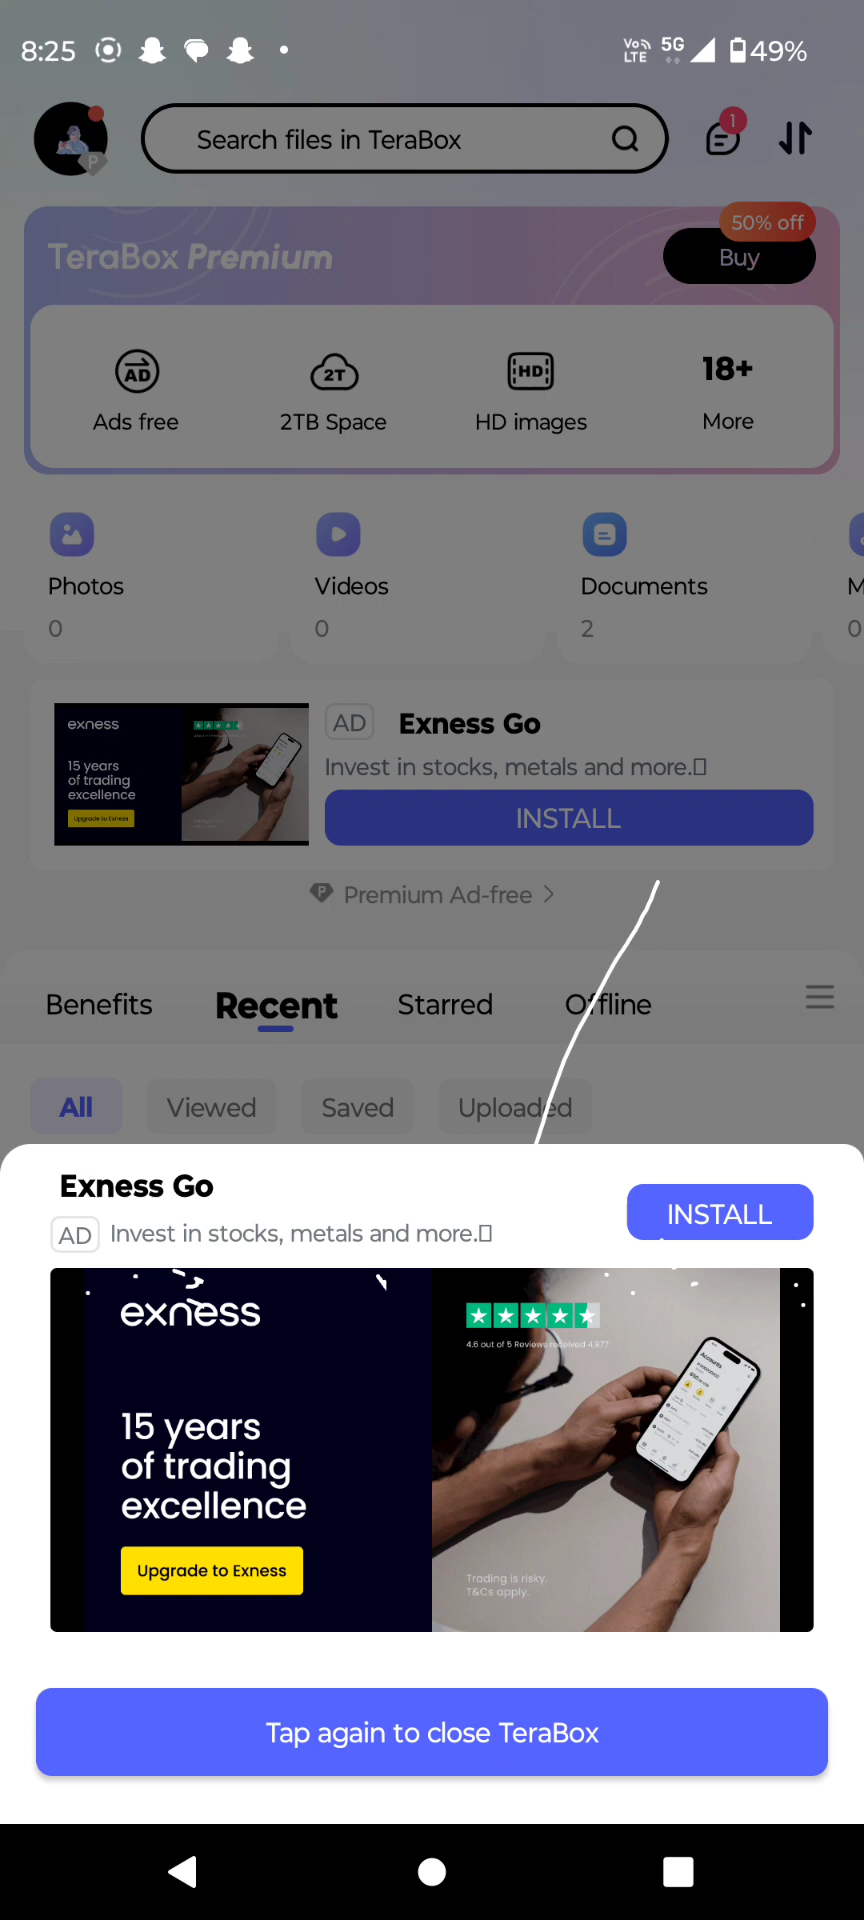 8:25 VoLTE 5G 49%
Search files in TeraBox
1
50% off
TeraBox Premium
Buy
AD 2T HD 18+
Ads free 2TB Space HD images More
Photos Videos Documents M
0 0 2 0
exness
15 years
of trading
excellence
Upgrade to Exness
AD Exness Go
Invest in stocks, metals and more.
INSTALL
P Premium Ad-free >
Benefits Recent Starred Offline
All Viewed Saved Uploaded
Exness Go
INSTALL
AD Invest in stocks, metals and more.
exness
15 years
of trading
excellence
Upgrade to Exness
4.6 out of 5 Reviews received 4,977
Accounts
Trading is risky.
T&Cs apply.
Tap again to close TeraBox